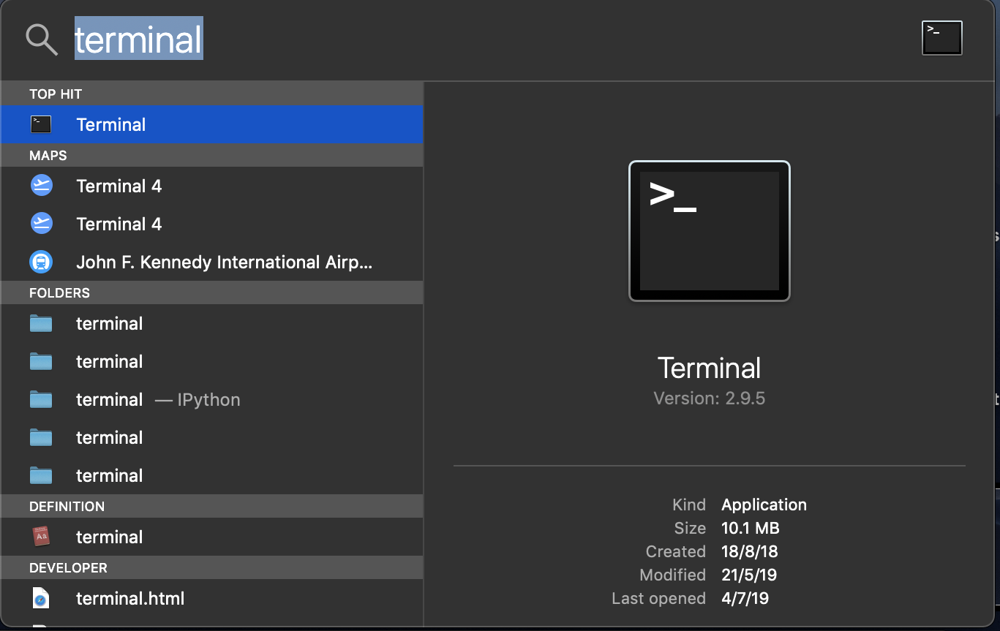 terminal
TOP HIT
Terminal
MAPS
Terminal 4
Terminal 4
John F. Kennedy International Airp...
FOLDERS
terminal
terminal
terminal — IPython
terminal
terminal
DEFINITION
terminal
DEVELOPER
terminal.html
Terminal
Version: 2.9.5
Kind Application
Size 10.1 MB
Created 18/8/18
Modified 21/5/19
Last opened 4/7/19